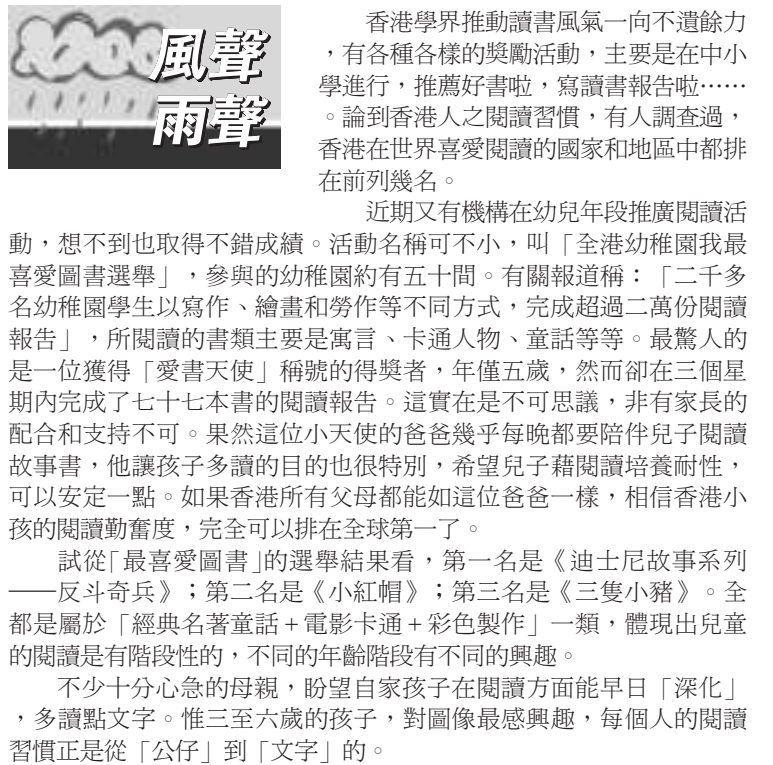 風聲
雨聲
香港學界推動讀書風氣一向不遺餘力
，有各種各樣的獎勵活動，主要是在中小
學進行，推薦好書啦，寫讀書報告啦……
。論到香港人之閱讀習慣，有人調查過，
香港在世界喜愛閱讀的國家和地區中都排
在前列幾名。
近期又有機構在幼兒年段推廣閱讀活
動，想不到也取得不錯成績。活動名稱可不小，叫「全港幼稚園我最
喜愛圖書選舉」，參與的幼稚園約有五十間。有關報道稱：「二千多
名幼稚園學生以寫作、繪畫和勞作等不同方式，完成超過二萬份閱讀
報告」，所閱讀的書類主要是寓言、卡通人物、童話等等。最驚人的
是一位獲得「愛書天使」稱號的得獎者，年僅五歲，然而卻在三個星
期內完成了七十七本書的閱讀報告。這實在是不可思議，非有家長的
配合和支持不可。果然這位小天使的爸爸幾乎每晚都要陪伴兒子閱讀
故事書，他讓孩子多讀的目的也很特別，希望兒子藉閱讀培養耐性，
可以安定一點。如果香港所有父母都能如這位爸爸一樣，相信香港小
孩的閱讀勤奮度，完全可以排在全球第一了。
試從「最喜愛圖書」的選舉結果看，第一名是《迪士尼故事系列
——反斗奇兵》；第二名是《小紅帽》；第三名是《三隻小豬》。全
都是屬於「經典名著童話+電影卡通+彩色製作」一類，體現出兒童
的閱讀是有階段性的，不同的年齡階段有不同的興趣。
不少十分心急的母親，盼望自家孩子在閱讀方面能早日「深化」
，多讀點文字。惟三至六歲的孩子，對圖像最感興趣，每個人的閱讀
習慣正是從「公仔」到「文字」的。